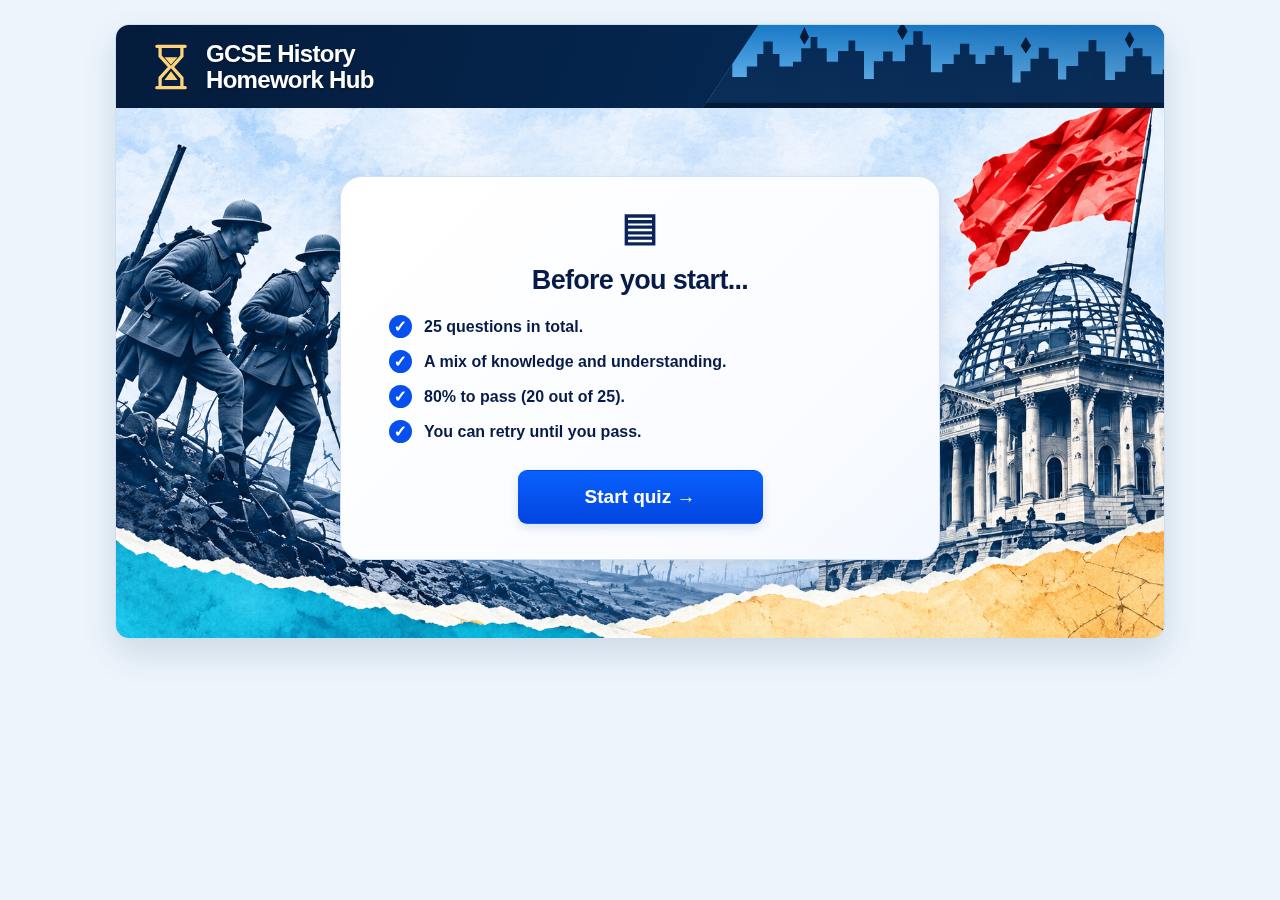 GCSE History
Homework Hub
Before you start...
25 questions in total.
A mix of knowledge and understanding.
80% to pass (20 out of 25).
You can retry until you pass.
Start quiz →